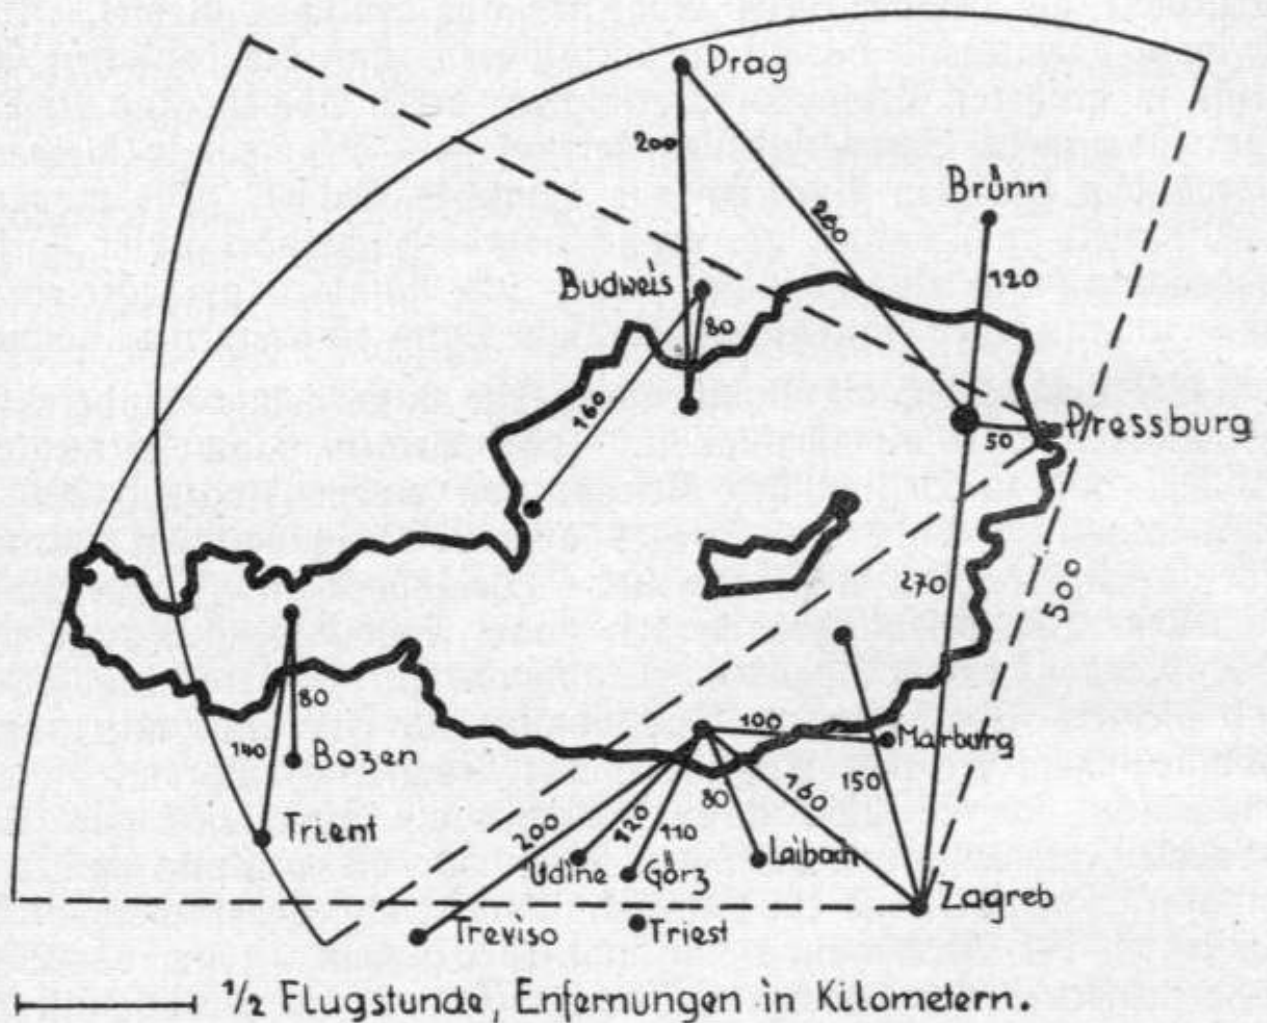 Drag
200
260
Brünn
120
Budweis
80
160
50
Pressburg
270
500
80
140
Bozen
Trient
100
Marburg
150
160
80
110
120
200
Udine
Görz
Laibach
Zagreb
Treviso
Triest
1/2 Flugstunde, Enfernungen in Kilometern.